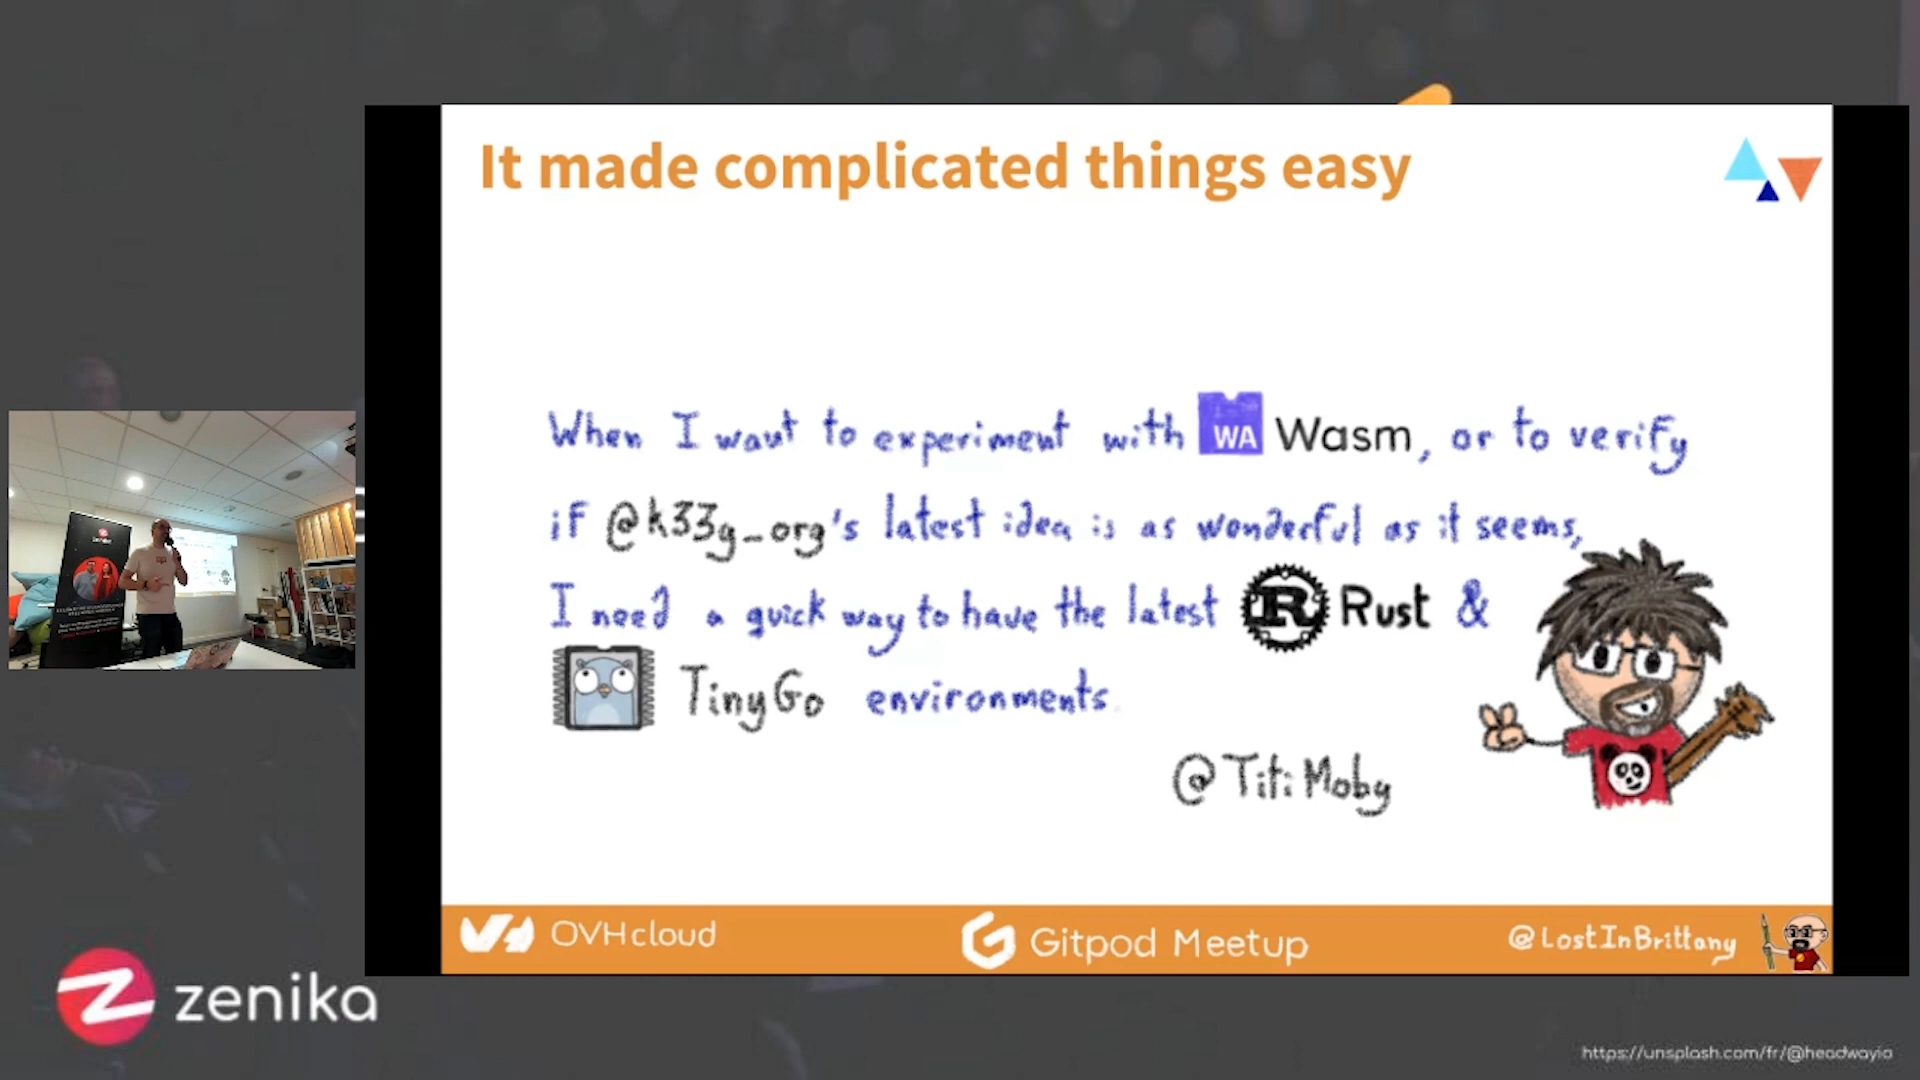 It made complicated things easy
When I want to experiment with WA Wasm, or to verify
if @k33g_org's latest idea is as wonderful as it seems,
I need a quick way to have the latest R Rust &
TinyGo environments.
@TitiMoby
OVHcloud Gitpod Meetup @LostInBrittany
zenika
zenika
https://unsplash.com/fr/@headwayio